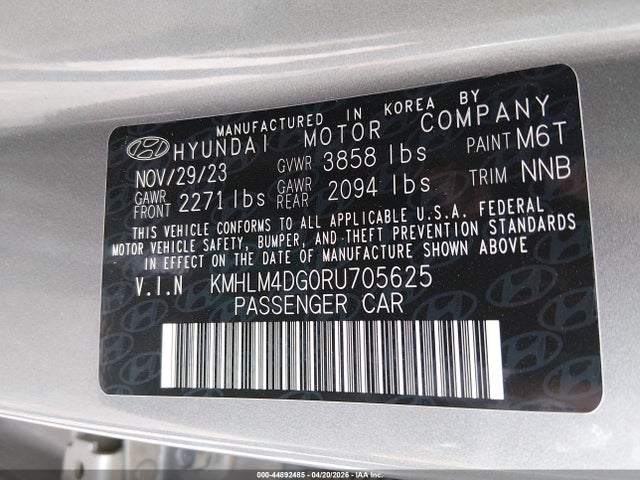 MANUFACTURED IN KOREA BY
HYUNDAI MOTOR COMPANY
NOV/29/23 GVWR 3858 lbs PAINT M6T
GAWR FRONT 2271 lbs GAWR REAR 2094 lbs TRIM NNB
THIS VEHICLE CONFORMS TO ALL APPLICABLE U.S.A. FEDERAL
MOTOR VEHICLE SAFETY, BUMPER, AND THEFT PREVENTION STANDARDS
IN EFFECT ON THE DATE OF MANUFACTURE SHOWN ABOVE
V.I.N KMHLM4DG0RU705625
PASSENGER CAR
000-44892485 - 04/20/2026 - IAA Inc.